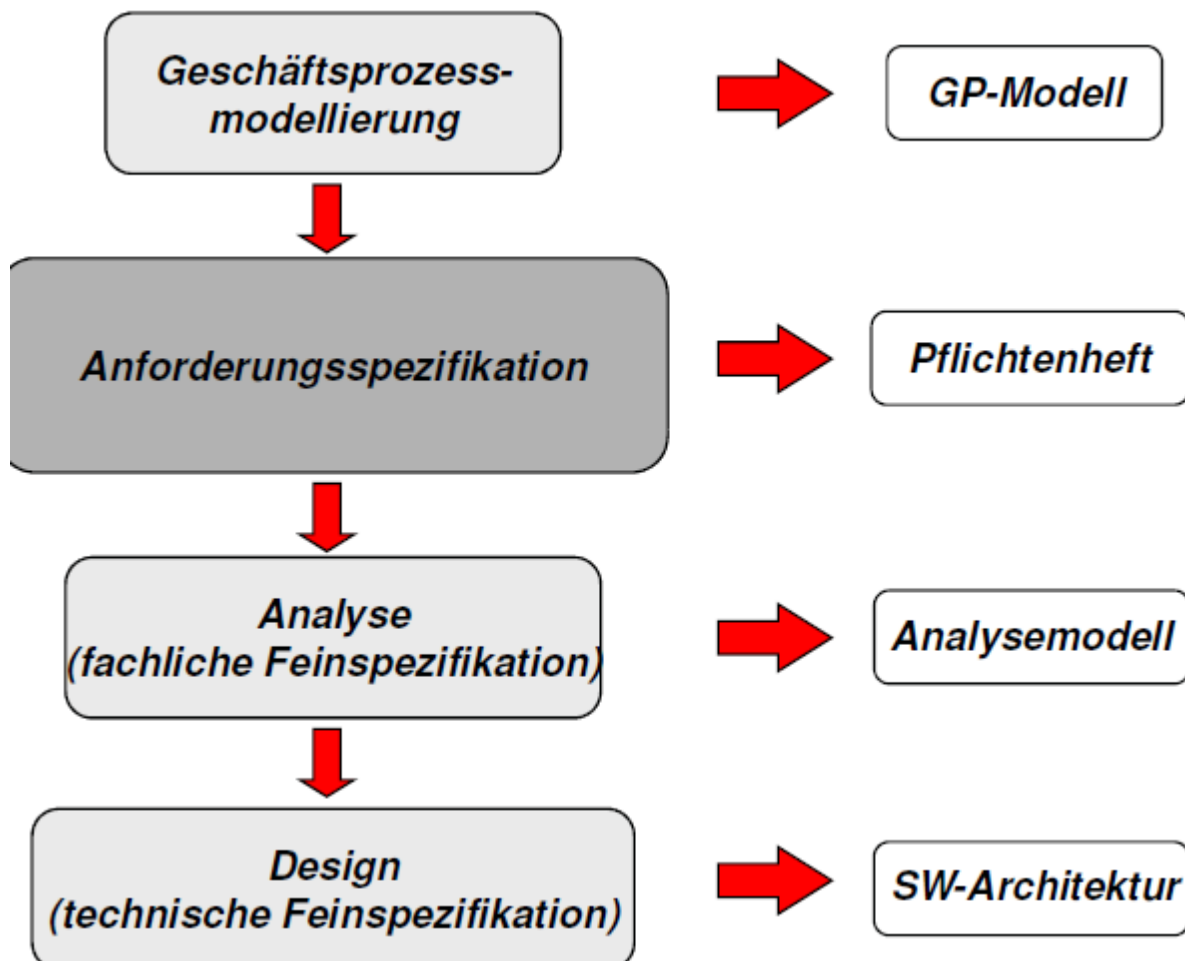 Geschäftsprozess-
modellierung
GP-Modell
Anforderungsspezifikation
Pflichtenheft
Analyse
(fachliche Feinspezifikation)
Analysemodell
Design
(technische Feinspezifikation)
SW-Architektur